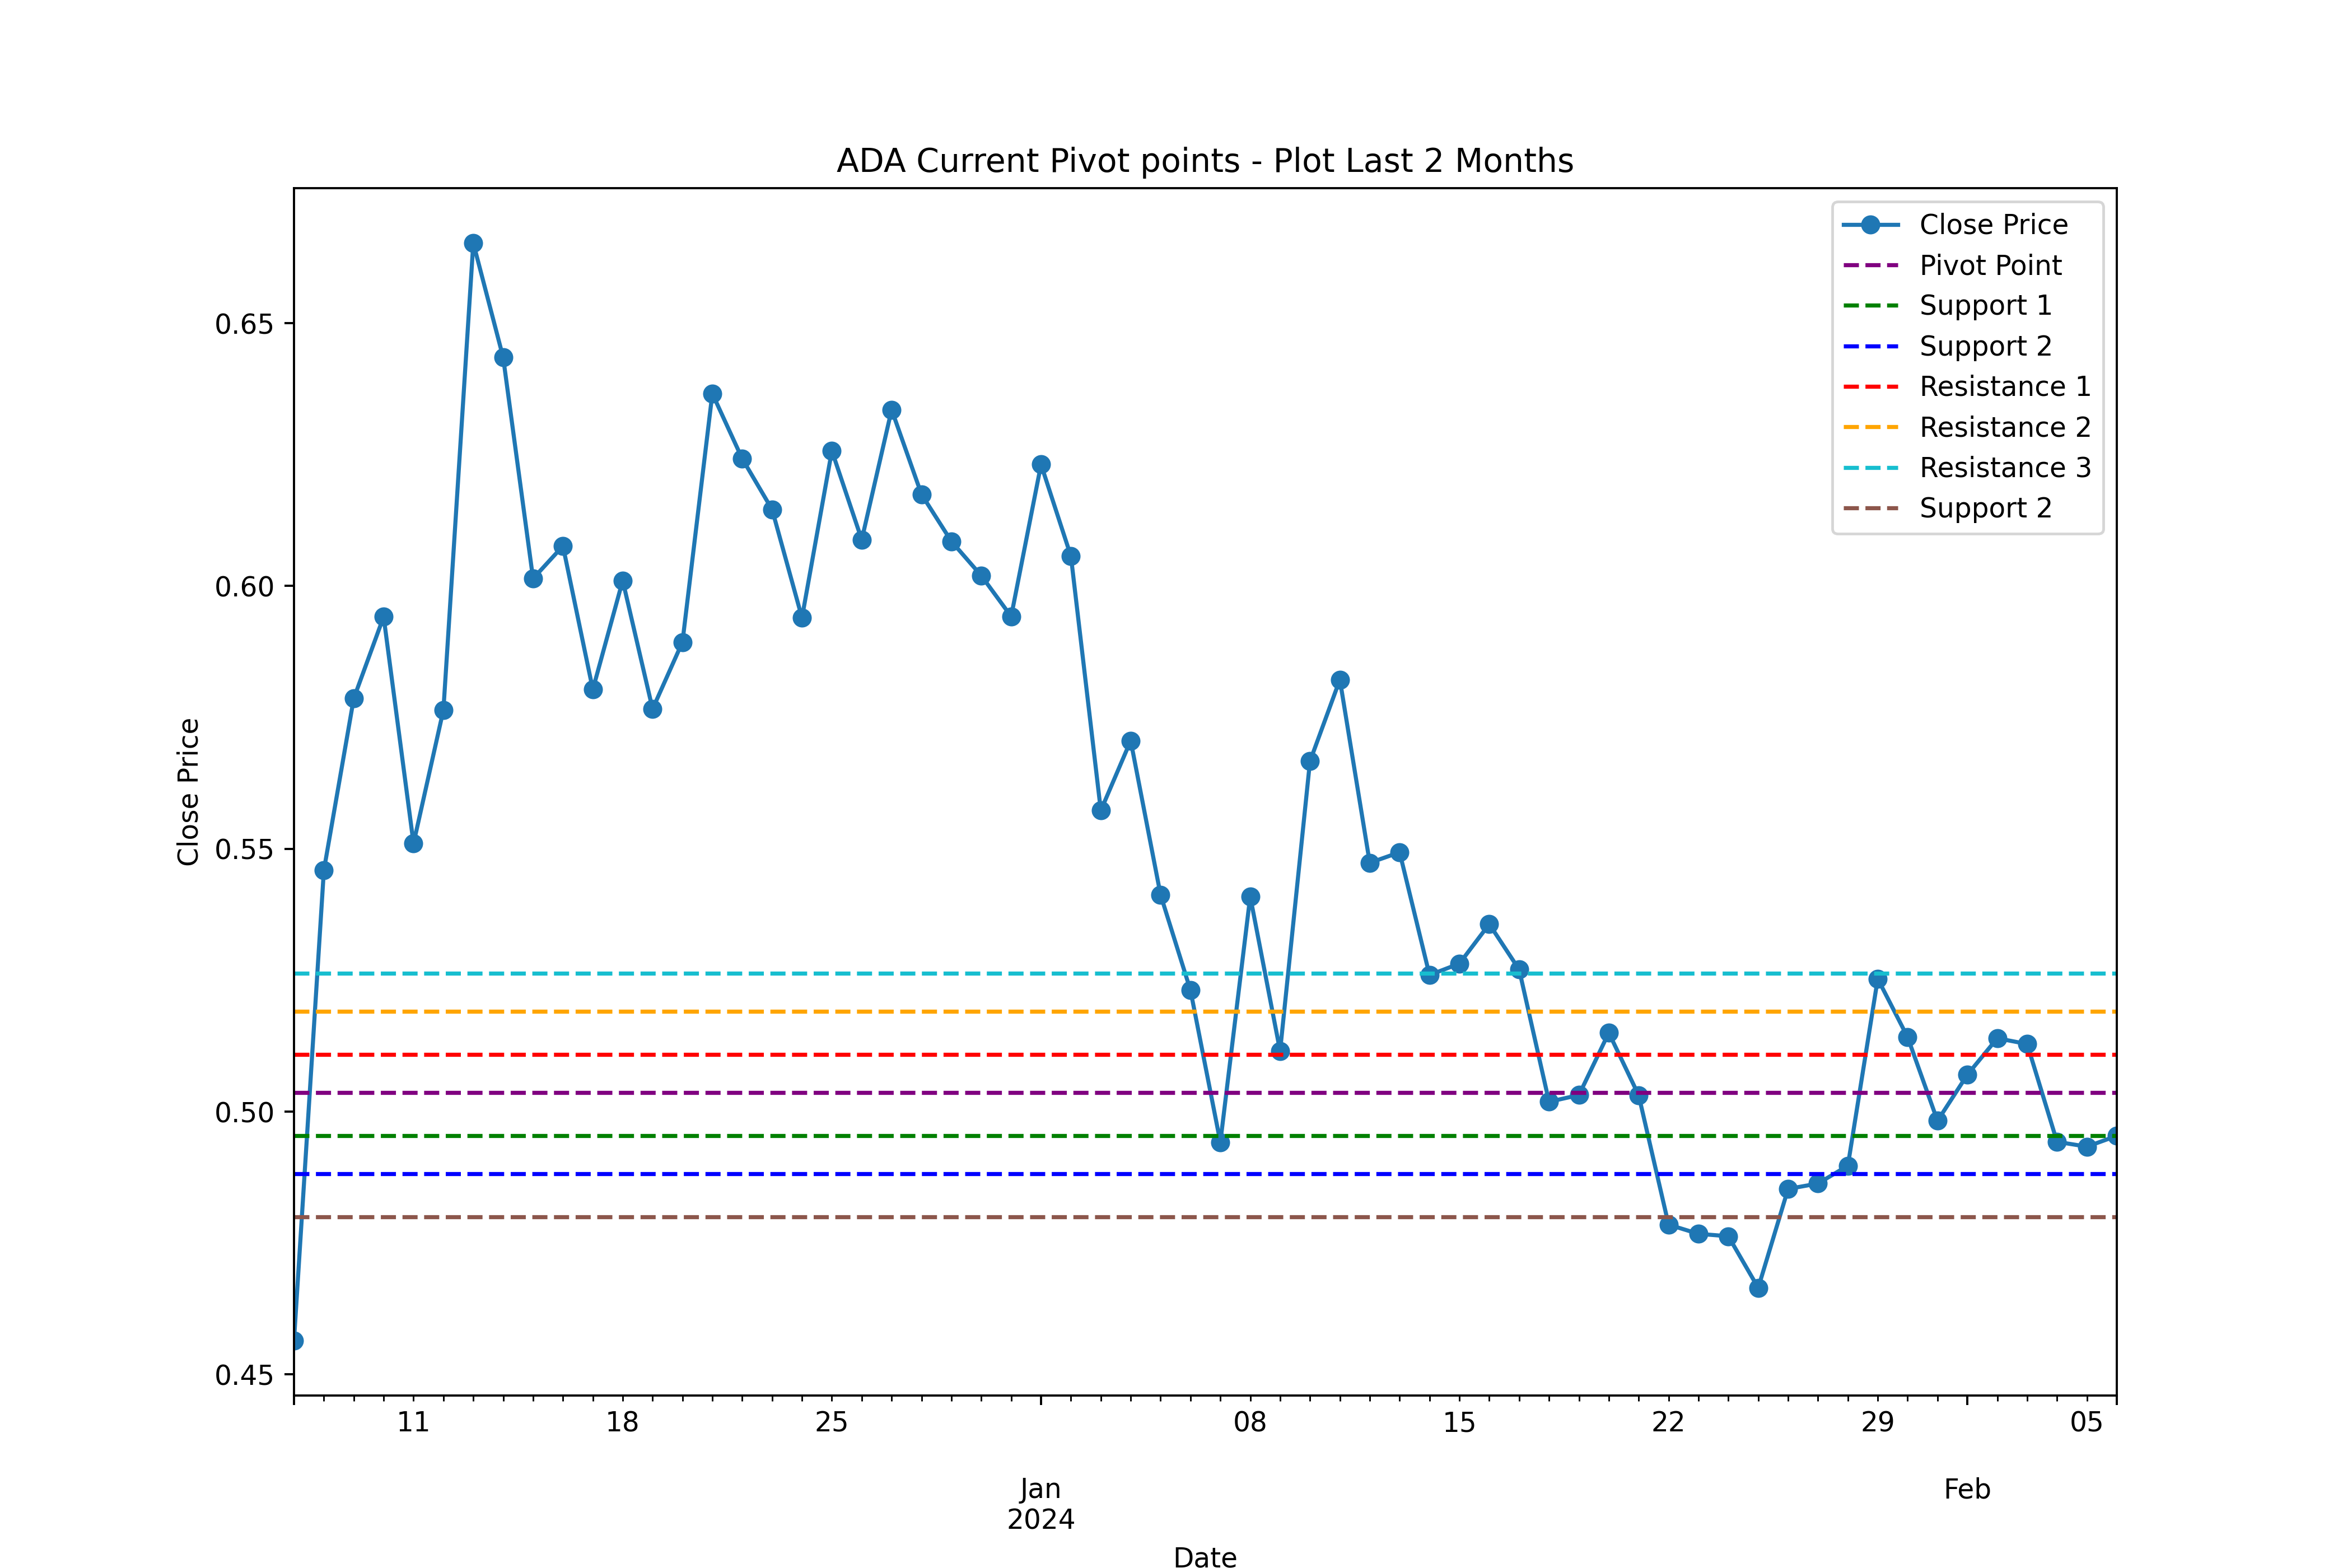 ADA Current Pivot points - Plot Last 2 Months
Close Price
Pivot Point
Support 1
Support 2
Resistance 1
Resistance 2
Resistance 3
Support 2
Close Price
0.65
0.60
0.55
0.50
0.45
11 18 25 08 15 22 29 05
Jan Feb
2024
Date